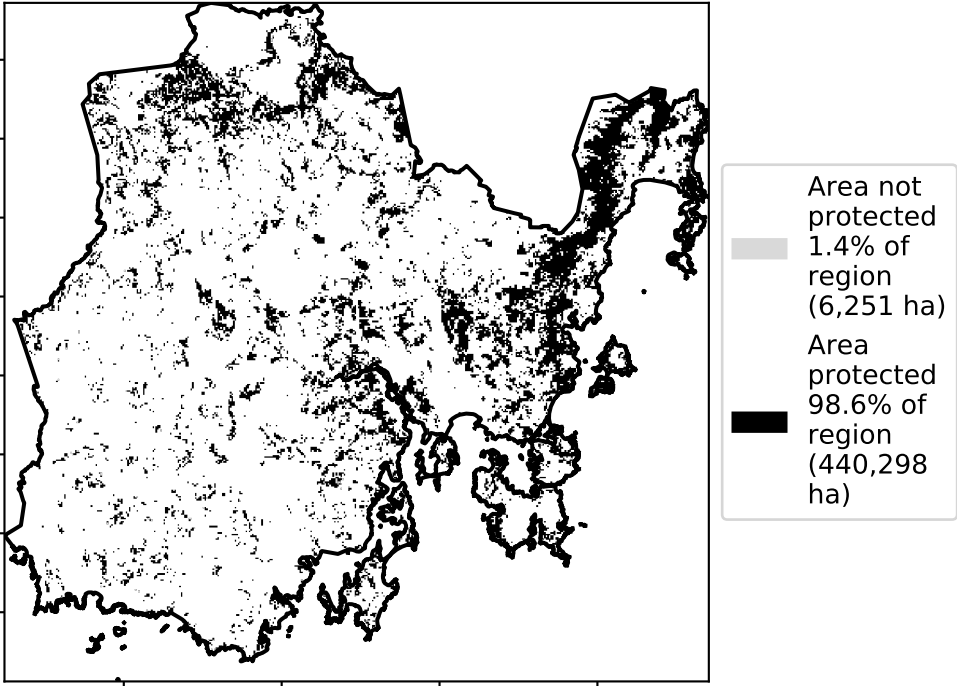 Area not
protected
1.4% of
region
(6,251 ha)
Area
protected
98.6% of
region
(440,298
ha)